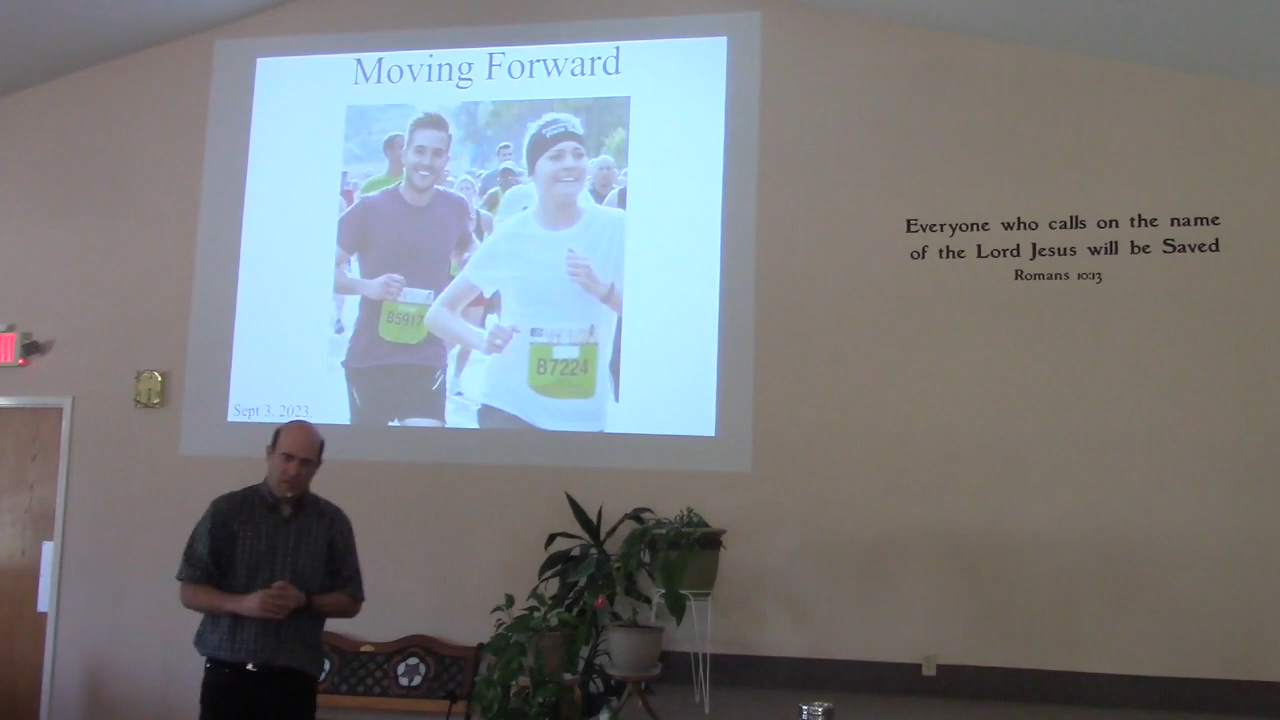 Moving Forward
B5917
B7224
Sept 3, 2023
Everyone who calls on the name
of the Lord Jesus will be Saved
Romans 10:13